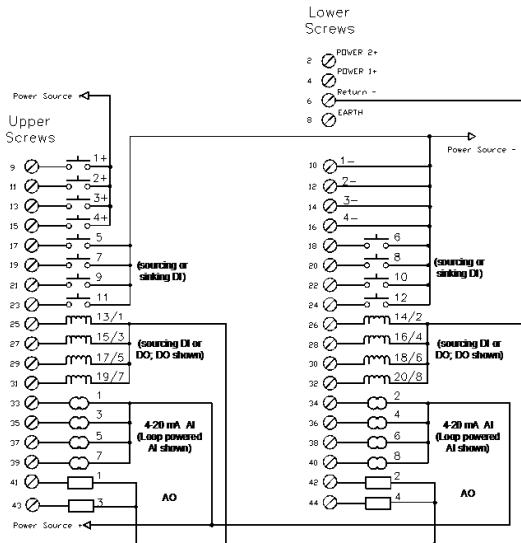 Lower
Screws
2 POWER 2+
4 POWER 1+
6 Return -
8 EARTH
Power Source +
Upper
Screws
Power Source -
9 1+
11 2+
13 3+
15 4+
17 5
19 7
21 9
23 11
(sourcing or
sinking DI)
25 13/1
27 15/3
29 17/5
31 19/7
(sourcing DI or
DO; DO shown)
33 1
35 3
37 5
39 7
4-20 mA AI
(Loop powered
AI shown)
41 1
43 3
AO
Power Source +
10 1-
12 2-
14 3-
16 4-
18 6
20 8
22 10
24 12
(sourcing or
sinking DI)
26 14/2
28 16/4
30 18/6
32 20/8
(sourcing DI or
DO; DO shown)
34 2
36 4
38 6
40 8
4-20 mA AI
(Loop powered
AI shown)
42 2
44 4
AO